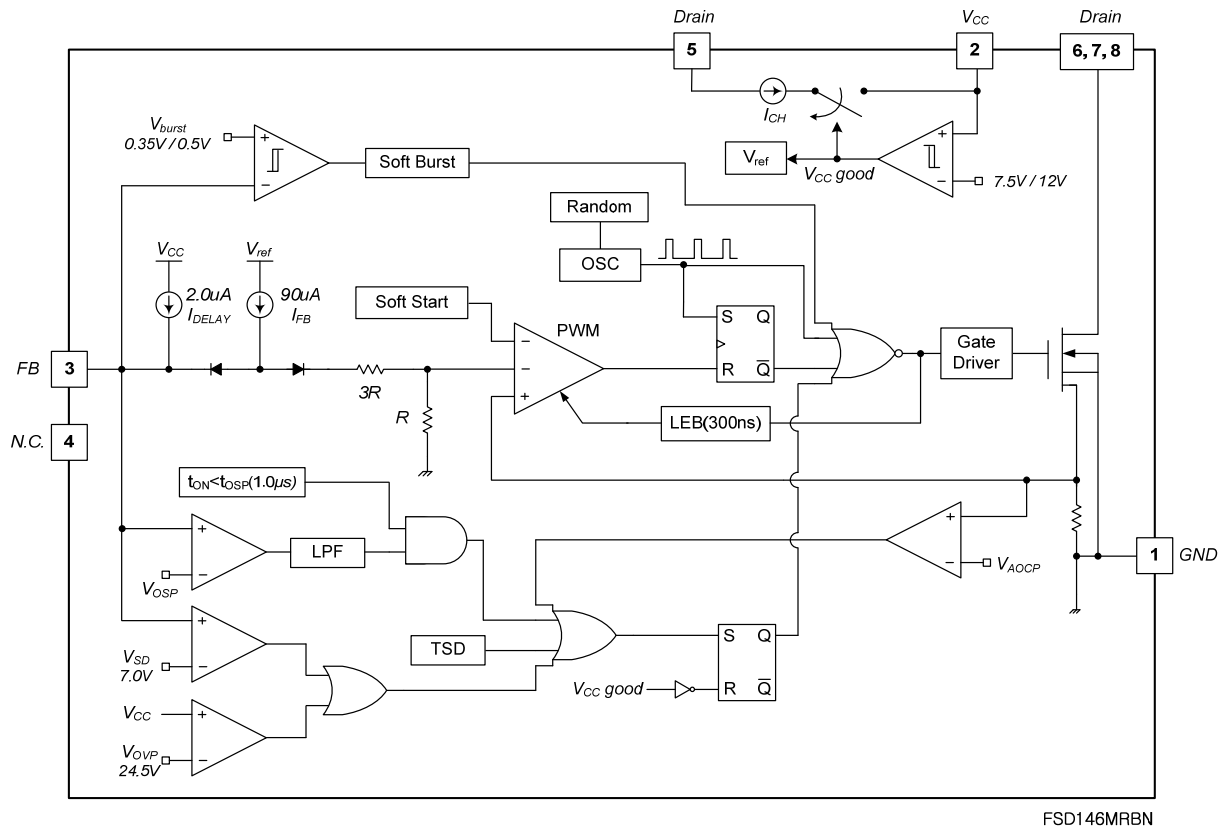 Drain
V_CC
Drain
5
2
6, 7, 8
I_CH
V_burst
0.35V / 0.5V
+
−
Soft Burst
V_ref
V_CC good
+
−
7.5V / 12V
Random
OSC
V_CC
V_ref
2.0uA
I_DELAY
90uA
I_FB
Soft Start
PWM
−
−
+
S Q
R Q̅
Gate
Driver
FB
3
3R
R
N.C.
4
LEB(300ns)
t_ON<t_OSP(1.0µs)
+
−
V_OSP
LPF
+
−
V_AOCP
1
GND
+
−
V_SD
7.0V
TSD
S Q
R Q̅
V_CC good
V_CC
+
−
V_OVP
24.5V
FSD146MRBN